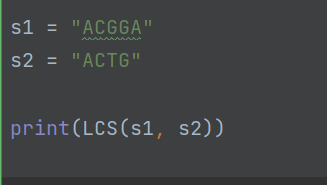 s1 = "ACGGA"
s2 = "ACTG"
print(LCS(s1, s2))